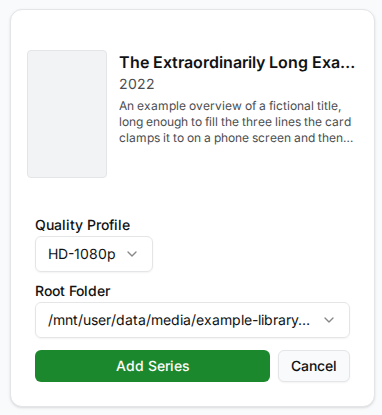 The Extraordinarily Long Exa...
2022
An example overview of a fictional title,
long enough to fill the three lines the card
clamps it to on a phone screen and then...
Quality Profile
HD-1080p
Root Folder
/mnt/user/data/media/example-library...
Add Series
Cancel